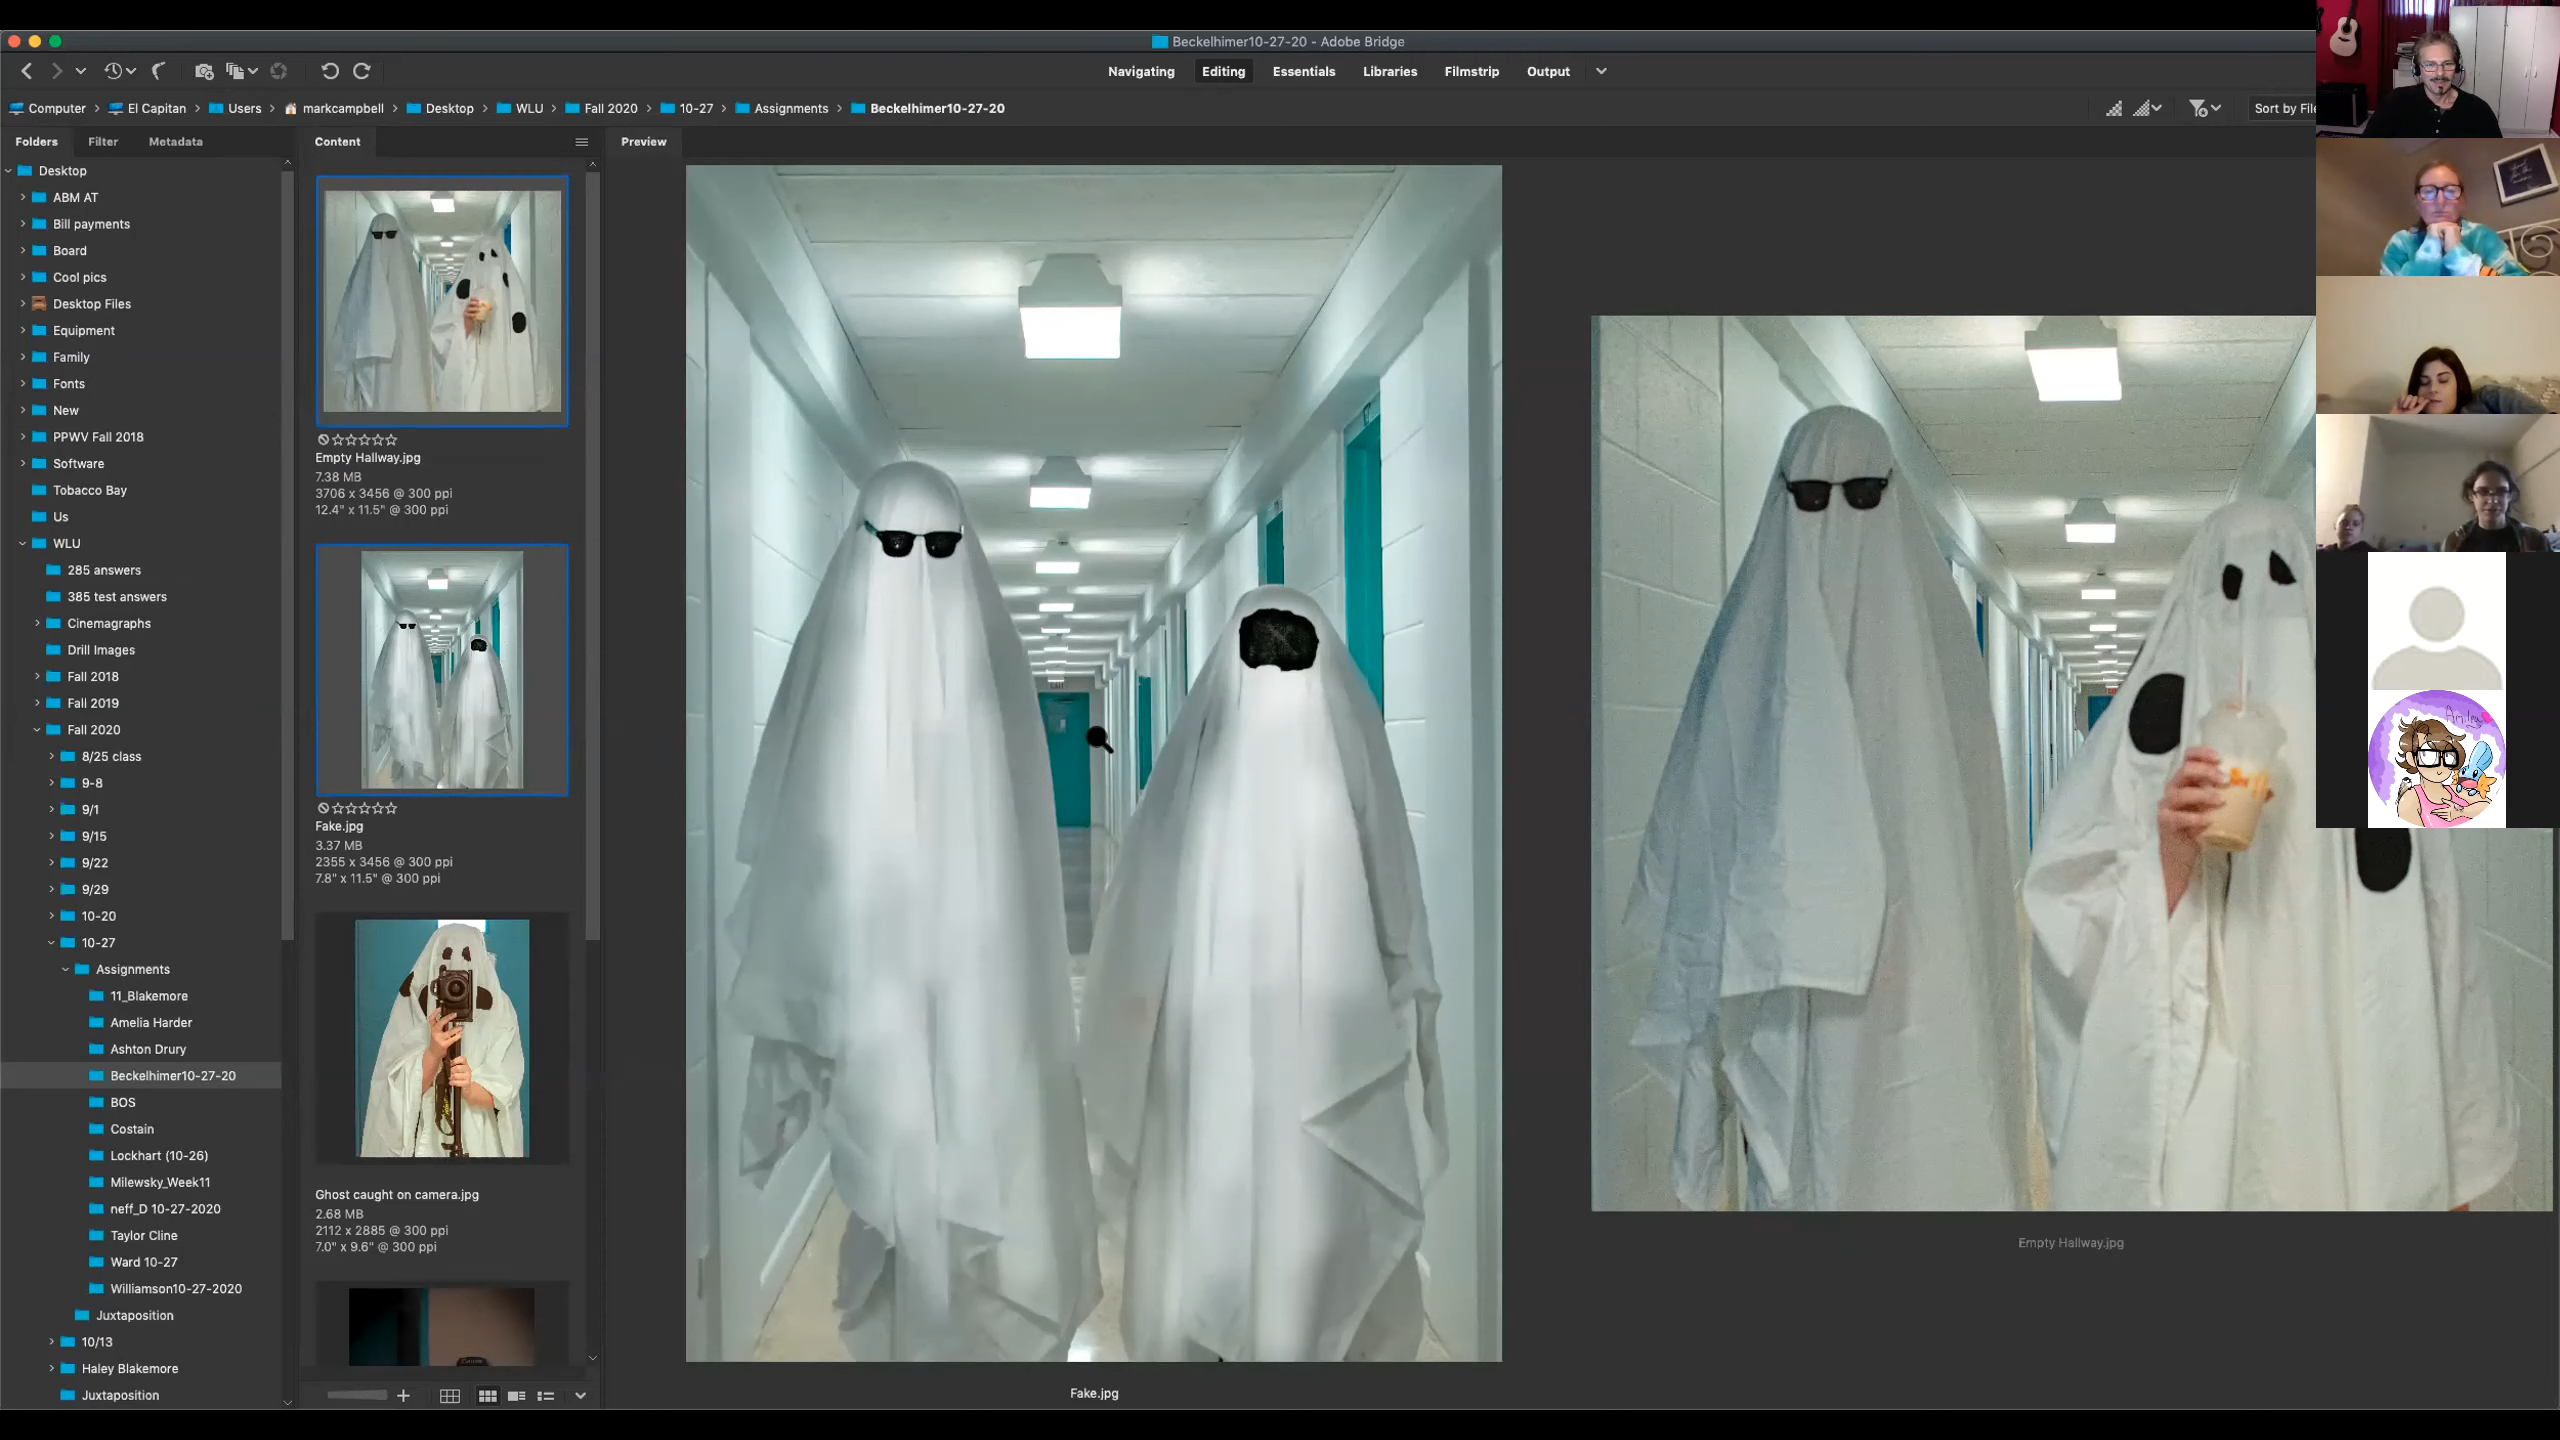 Beckelhimer10-27-20 - Adobe Bridge
Navigating Editing Essentials Libraries Filmstrip Output
Computer El Capitan Users markcampbell Desktop WLU Fall 2020 10-27 Assignments Beckelhimer10-27-20
Sort by File
Folders Filter Metadata
Desktop
ABM AT
Bill payments
Board
Cool pics
Desktop Files
Equipment
Family
Fonts
New
PPWV Fall 2018
Software
Tobacco Bay
Us
WLU
285 answers
385 test answers
Cinemagraphs
Drill Images
Fall 2018
Fall 2019
Fall 2020
8/25 class
9-8
9/1
9/15
9/22
9/29
10-20
10-27
Assignments
11_Blakemore
Amelia Harder
Ashton Drury
Beckelhimer10-27-20
BOS
Costain
Lockhart (10-26)
Milewsky_Week11
neff_D 10-27-2020
Taylor Cline
Ward 10-27
Williamson10-27-2020
Juxtaposition
10/13
Haley Blakemore
Juxtaposition
Content
Empty Hallway.jpg
7.38 MB
3706 x 3456 @ 300 ppi
12.4" x 11.5" @ 300 ppi
Fake.jpg
3.37 MB
2355 x 3456 @ 300 ppi
7.8" x 11.5" @ 300 ppi
Ghost caught on camera.jpg
2.68 MB
2112 x 2885 @ 300 ppi
7.0" x 9.6" @ 300 ppi
Preview
Fake.jpg
Empty Hallway.jpg